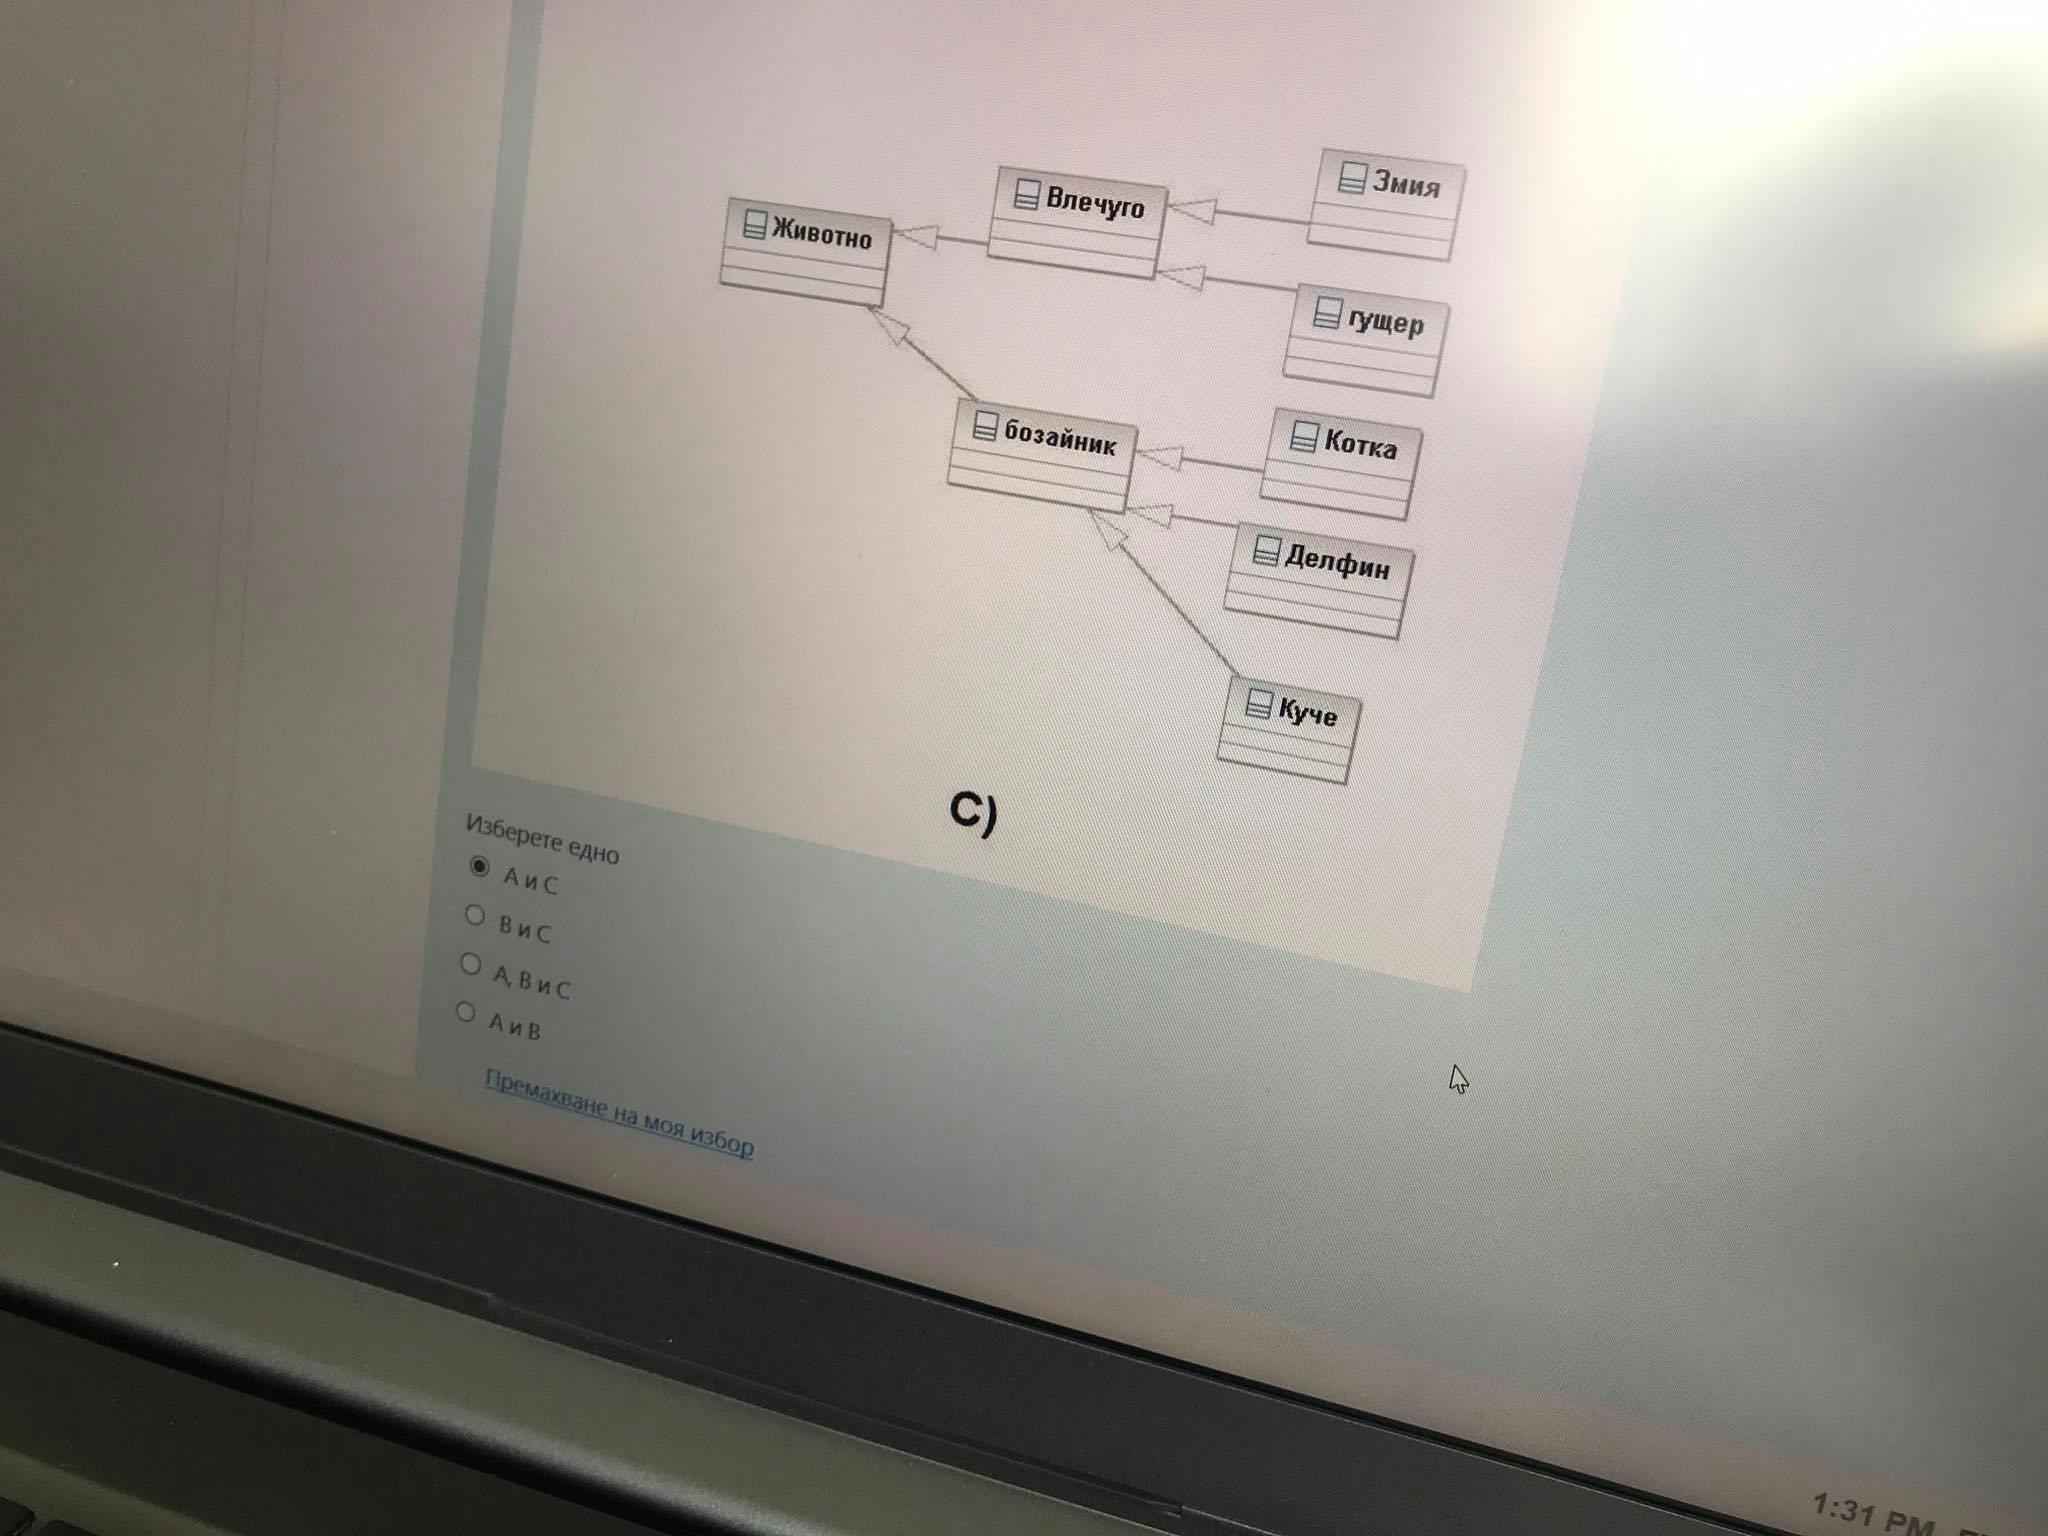 Змия
Влечуго
Животно
гущер
бозайник
Котка
Делфин
Куче
C)
Изберете едно
А и С
В и С
А, В и С
А и В
Премахване на моя избор
1:31 PM